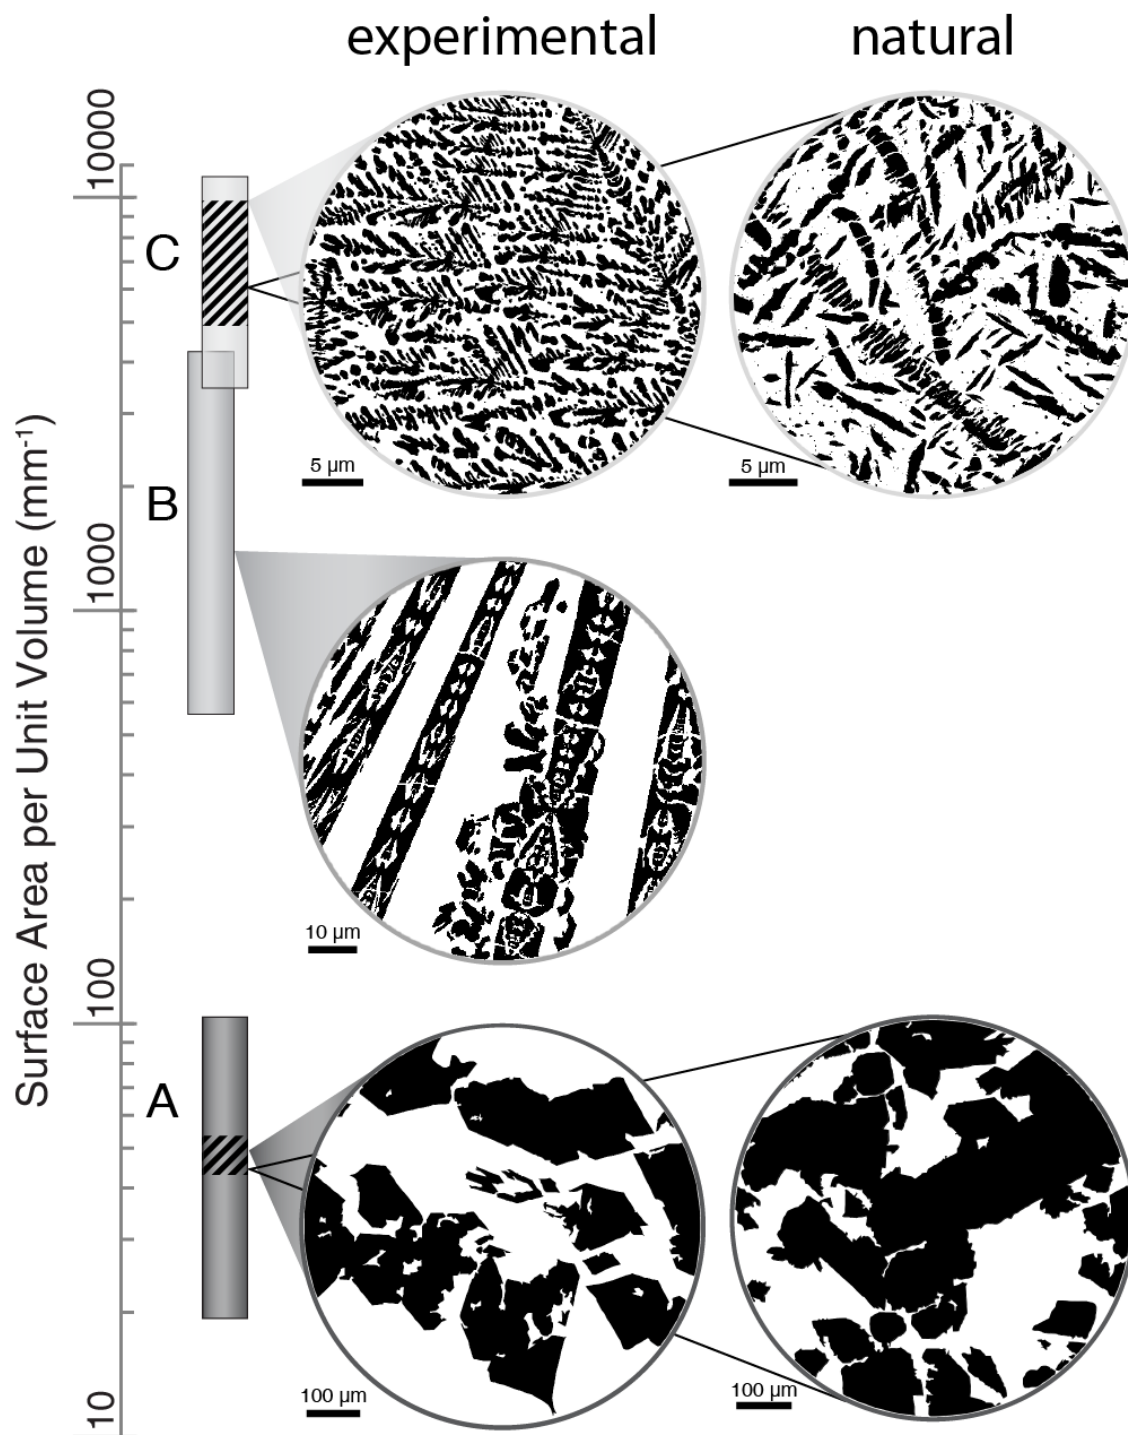 experimental
natural
Surface Area per Unit Volume (mm⁻¹)
10000
1000
100
10
C
B
A
5 µm
5 µm
10 µm
100 µm
100 µm